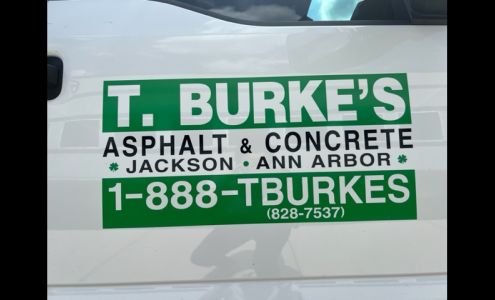 T. BURKE'S
ASPHALT & CONCRETE
JACKSON · ANN ARBOR
1-888-TBURKES
(828-7537)